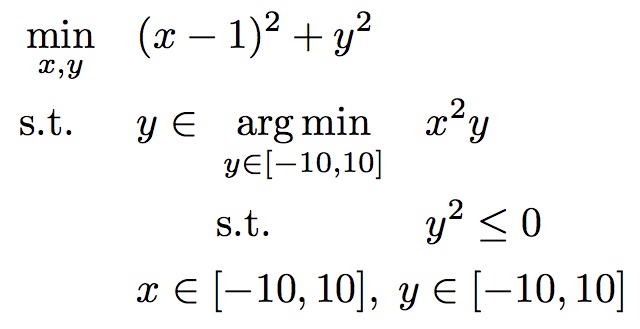 min x,y (x − 1)² + y²
s.t. y ∈ arg min y∈[−10,10] x²y
s.t. y² ≤ 0
x ∈ [−10, 10], y ∈ [−10, 10]